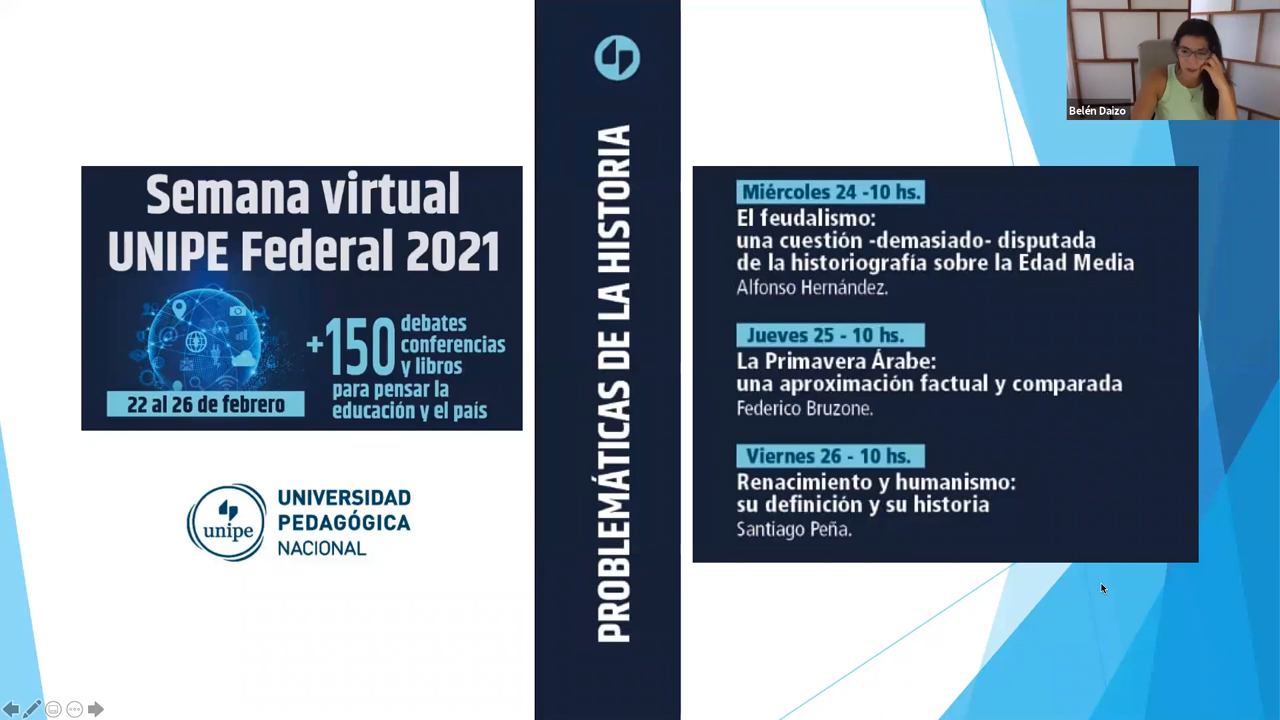 Semana virtual
UNIPE Federal 2021
+150
debates
conferencias
y libros
para pensar la
educación y el país
22 al 26 de febrero
unipe
UNIVERSIDAD
PEDAGÓGICA
NACIONAL
PROBLEMÁTICAS DE LA HISTORIA
Miércoles 24 -10 hs.
El feudalismo:
una cuestión -demasiado- disputada
de la historiografía sobre la Edad Media
Alfonso Hernández.
Jueves 25 - 10 hs.
La Primavera Árabe:
una aproximación factual y comparada
Federico Bruzone.
Viernes 26 - 10 hs.
Renacimiento y humanismo:
su definición y su historia
Santiago Peña.
Belén Daizo